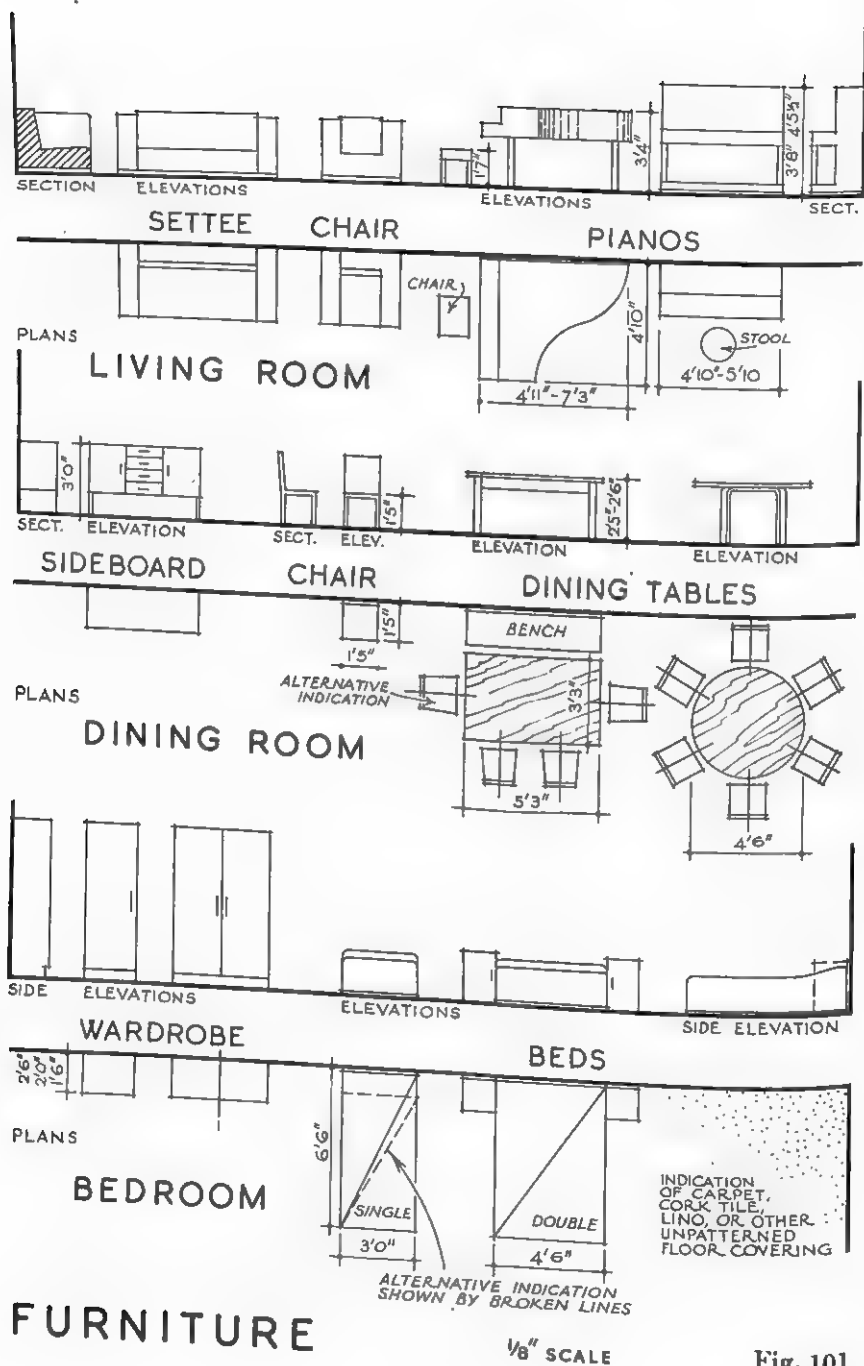 1'7"
3'4"
3'8" 4'5½"
SECTION ELEVATIONS ELEVATIONS SECT.
SETTEE CHAIR PIANOS
CHAIR
PLANS
STOOL
4'10"
4'10"-5'10
LIVING ROOM
4'11"-7'3"
3'0"
1'5"
2'5"-2'6"
SECT. ELEVATION SECT. ELEV. ELEVATION ELEVATION
SIDEBOARD CHAIR DINING TABLES
1'5"
BENCH
1'5"
ALTERNATIVE
INDICATION
3'3"
PLANS
DINING ROOM
5'3"
4'6"
SIDE ELEVATIONS ELEVATIONS SIDE ELEVATION
WARDROBE BEDS
2'6"
2'0"
1'6"
PLANS
6'6"
BEDROOM
SINGLE
DOUBLE
INDICATION
OF CARPET,
CORK TILE,
LINO, OR OTHER
UNPATTERNED
FLOOR COVERING
3'0"
4'6"
ALTERNATIVE INDICATION
SHOWN BY BROKEN LINES
FURNITURE
1/8" SCALE
Fig. 101